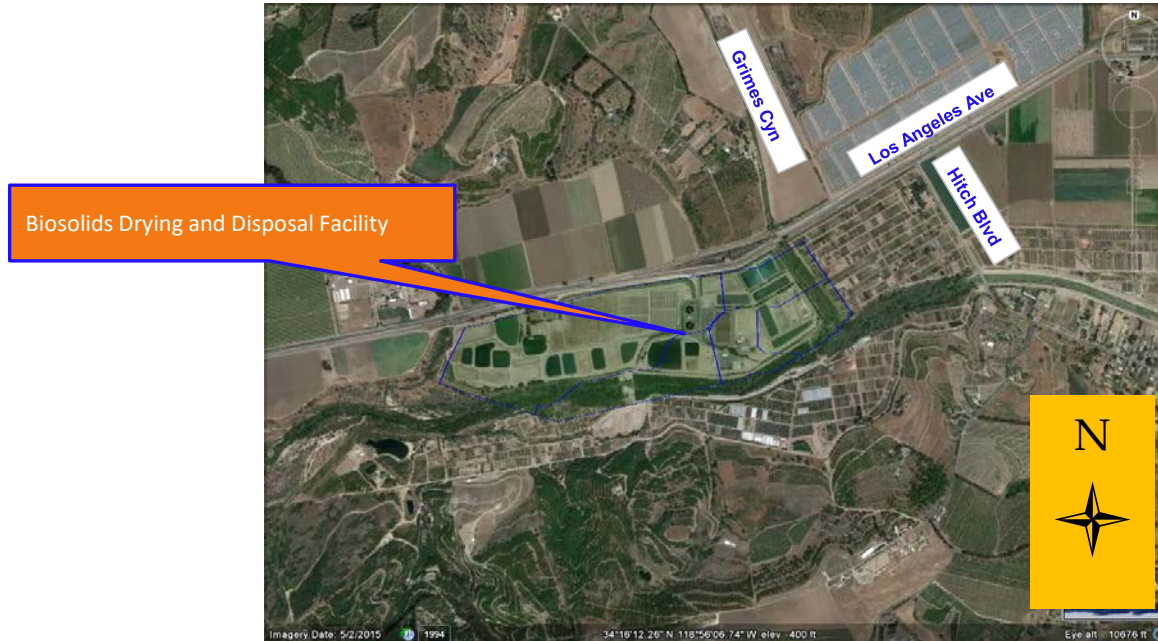 N
Grimes Cyn
Los Angeles Ave
Hitch Blvd
Biosolids Drying and Disposal Facility
N
Imagery Date: 5/2/2015
1994
34°16'12.26" N 118°56'06.74" W elev 400 ft
Eye alt 10676 ft